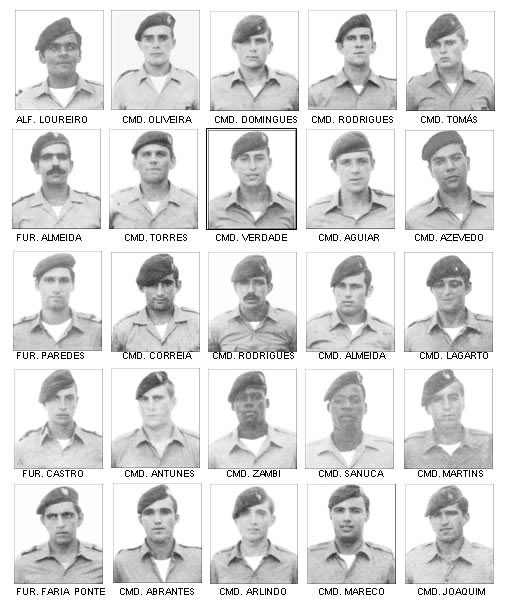 ALF. LOUREIRO CMD. OLIVEIRA CMD. DOMINGUES CMD. RODRIGUES CMD. TOMÁS
FUR. ALMEIDA CMD. TORRES CMD. VERDADE CMD. AGUIAR CMD. AZEVEDO
FUR. PAREDES CMD. CORREIA CMD. RODRIGUES CMD. ALMEIDA CMD. LAGARTO
FUR. CASTRO CMD. ANTUNES CMD. ZAMBI CMD. SANUCA CMD. MARTINS
FUR. FARIA PONTE CMD. ABRANTES CMD. ARLINDO CMD. MARECO CMD. JOAQUIM